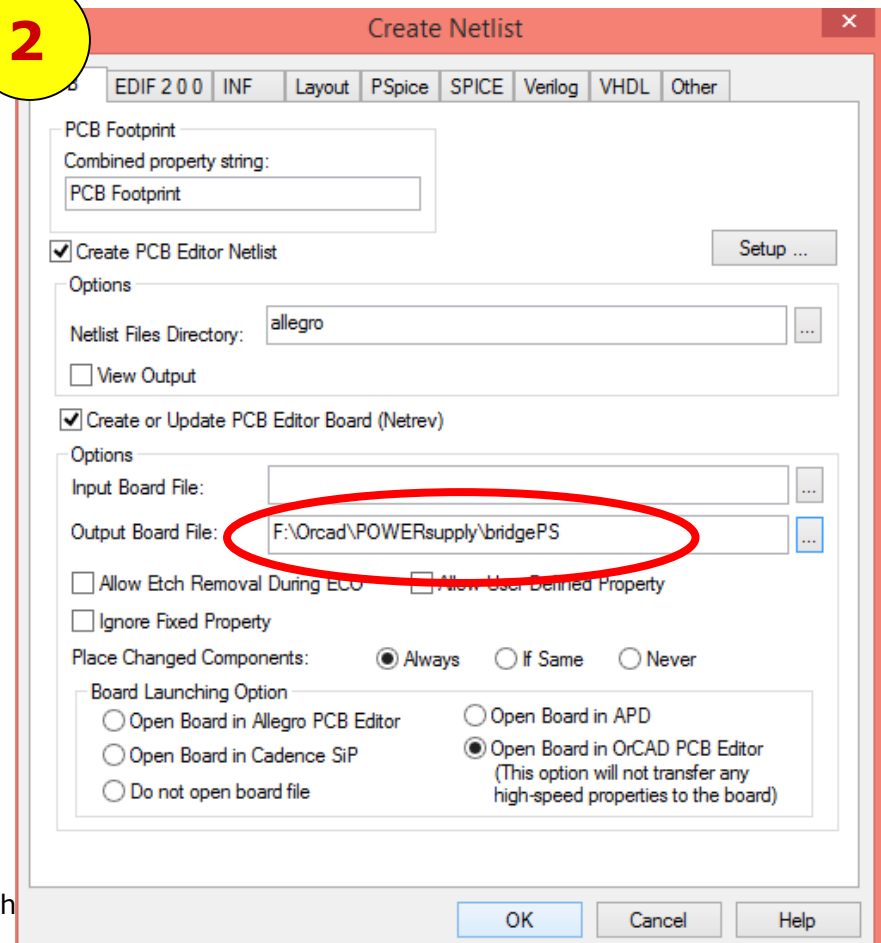 2
Create Netlist
B EDIF 2 0 0 INF Layout PSpice SPICE Verilog VHDL Other
PCB Footprint
Combined property string:
PCB Footprint
Create PCB Editor Netlist
Setup ...
Options
Netlist Files Directory: allegro ...
View Output
Create or Update PCB Editor Board (Netrev)
Options
Input Board File: ...
Output Board File: F:\Orcad\POWERsupply\bridgePS ...
Allow Etch Removal During ECO Allow User Defined Property
Ignore Fixed Property
Place Changed Components: Always If Same Never
Board Launching Option
Open Board in Allegro PCB Editor Open Board in APD
Open Board in Cadence SiP Open Board in OrCAD PCB Editor
(This option will not transfer any
Do not open board file high-speed properties to the board)
h
OK Cancel Help